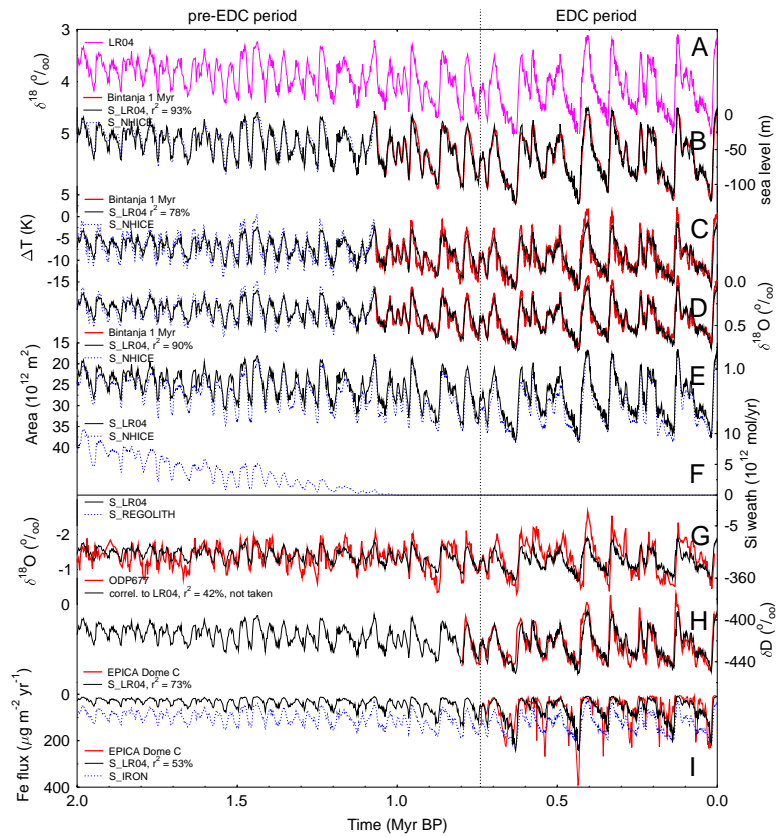 pre-EDC period
EDC period
3
4
5
δ18 (o/oo)
LR04
A
Bintanja 1 Myr
S_LR04, r2 = 93%
S_NHICE
B
0
-50
-100
sea level (m)
5
0
-5
-10
-15
ΔT (K)
Bintanja 1 Myr
S_LR04 r2 = 78%
S_NHICE
C
0.0
0.5
1.0
δ18O (o/oo)
D
Bintanja 1 Myr
S_LR04, r2 = 90%
S_NHICE
20
25
30
35
40
Area (1012 m2)
E
S_LR04
S_NHICE
10
5
0
-5
Si weath (1012 mol/yr)
F
S_LR04
S_REGOLITH
-2
-1
0
δ18O (o/oo)
G
ODP677
correl. to LR04, r2 = 42%, not taken
-360
-400
-440
δD (o/oo)
H
EPICA Dome C
S_LR04, r2 = 73%
0
200
400
Fe flux (μg m-2 yr-1)
EPICA Dome C
S_LR04, r2 = 53%
S_IRON
I
2.0
1.5
1.0
0.5
0.0
Time (Myr BP)